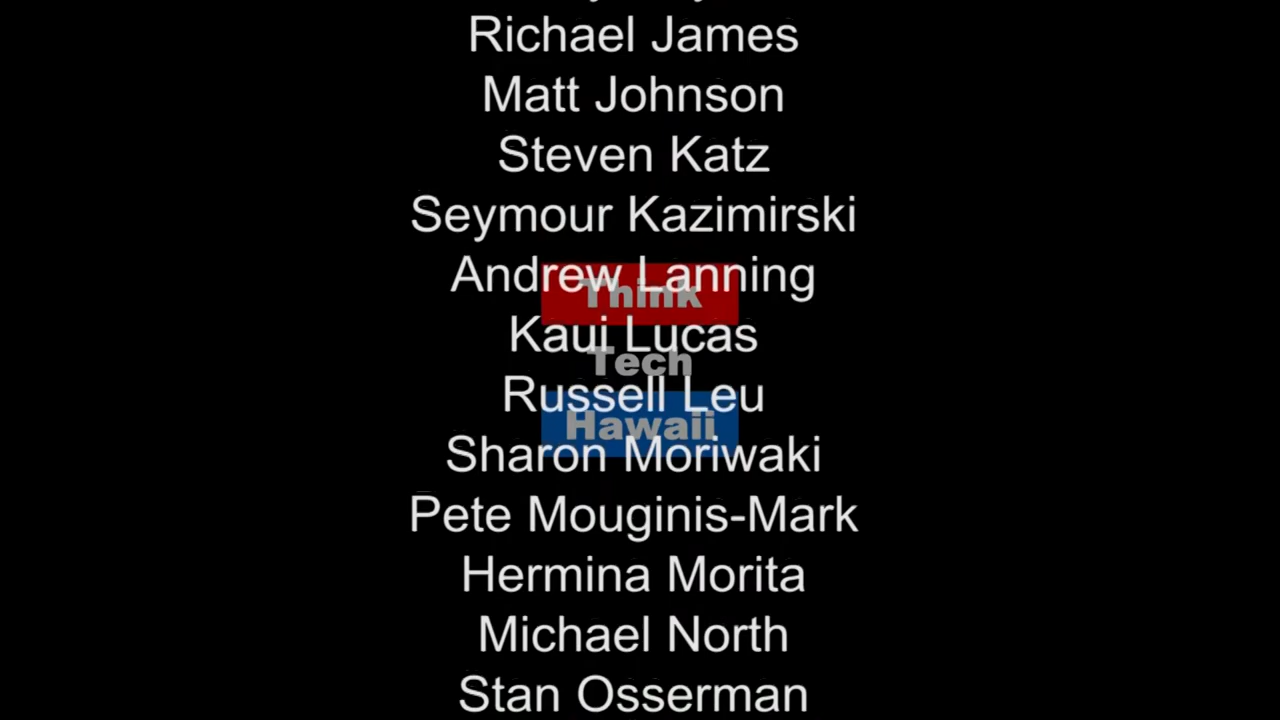 Richael James
Matt Johnson
Steven Katz
Seymour Kazimirski
Andrew Lanning
Think
Kaui Lucas
Tech
Russell Leu
Hawaii
Sharon Moriwaki
Pete Mouginis-Mark
Hermina Morita
Michael North
Stan Osserman